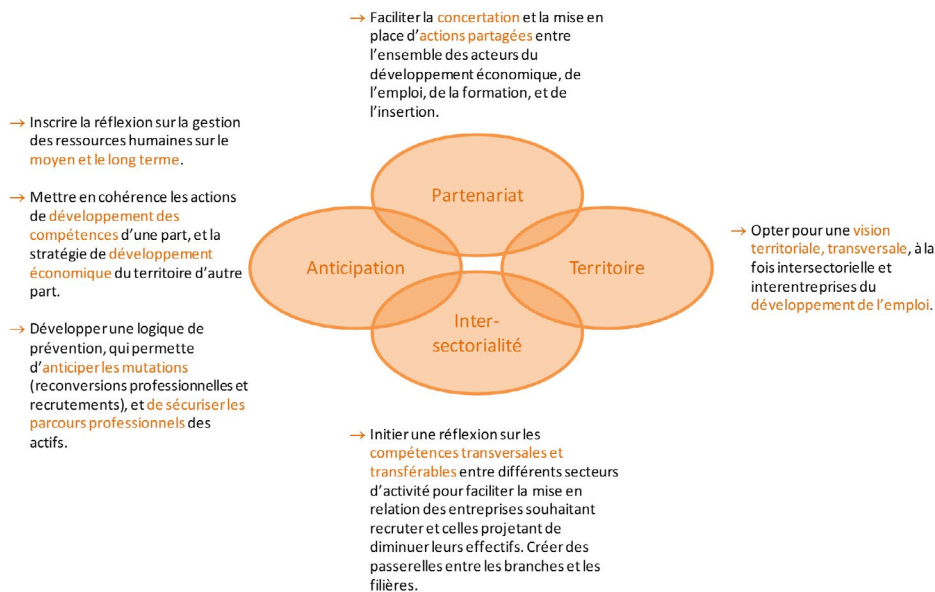 → Faciliter la concertation et la mise en
place d’actions partagées entre
l’ensemble des acteurs du
développement économique, de
l’emploi, de la formation, et de
l’insertion.
→ Inscrire la réflexion sur la gestion
des ressources humaines sur le
moyen et le long terme.
→ Mettre en cohérence les actions
de développement des
compétences d’une part, et la
stratégie de développement
économique du territoire d’autre
part.
→ Développer une logique de
prévention, qui permette
d’anticiper les mutations
(reconversions professionnelles et
recrutements), et de sécuriser les
parcours professionnels des
actifs.
Partenariat
Anticipation
Territoire
Inter-
sectorialité
→ Opter pour une vision
territoriale, transversale, à la
fois intersectorielle et
interentreprises du
développement de l’emploi.
→ Initier une réflexion sur les
compétences transversales et
transférables entre différents secteurs
d’activité pour faciliter la mise en
relation des entreprises souhaitant
recruter et celles projetant de
diminuer leurs effectifs. Créer des
passerelles entre les branches et les
filières.